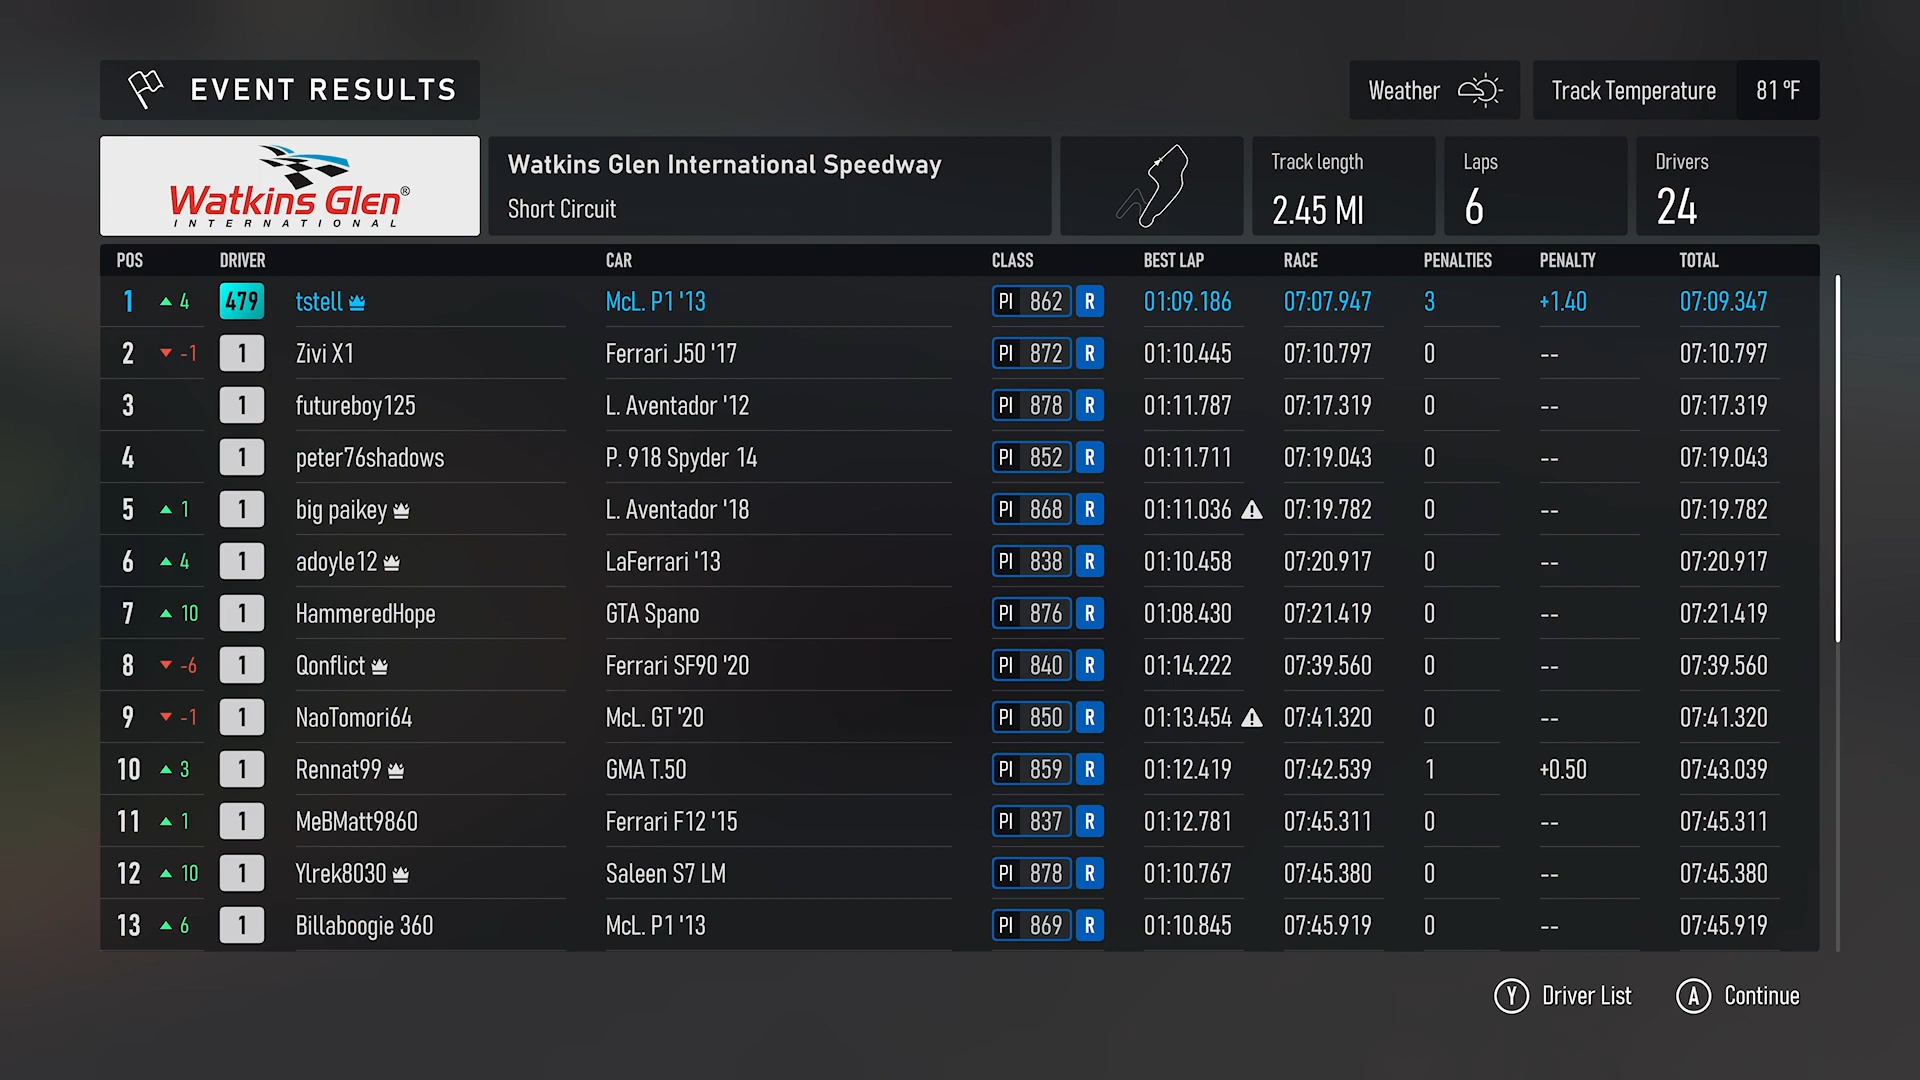 EVENT RESULTS
Weather
Track Temperature 81 ºF
Watkins Glen®
INTERNATIONAL
Watkins Glen International Speedway
Short Circuit
Track length
2.45 MI
Laps
6
Drivers
24
POS DRIVER CAR CLASS BEST LAP RACE PENALTIES PENALTY TOTAL
1 4 479 tstell McL. P1 '13 PI 862 R 01:09.186 07:07.947 3 +1.40 07:09.347
2 -1 1 Zivi X1 Ferrari J50 '17 PI 872 R 01:10.445 07:10.797 0 -- 07:10.797
3 1 futureboy125 L. Aventador '12 PI 878 R 01:11.787 07:17.319 0 -- 07:17.319
4 1 peter76shadows P. 918 Spyder 14 PI 852 R 01:11.711 07:19.043 0 -- 07:19.043
5 1 1 big paikey L. Aventador '18 PI 868 R 01:11.036 07:19.782 0 -- 07:19.782
6 4 1 adoyle12 LaFerrari '13 PI 838 R 01:10.458 07:20.917 0 -- 07:20.917
7 10 1 HammeredHope GTA Spano PI 876 R 01:08.430 07:21.419 0 -- 07:21.419
8 -6 1 Qonflict Ferrari SF90 '20 PI 840 R 01:14.222 07:39.560 0 -- 07:39.560
9 -1 1 NaoTomori64 McL. GT '20 PI 850 R 01:13.454 07:41.320 0 -- 07:41.320
10 3 1 Rennat99 GMA T.50 PI 859 R 01:12.419 07:42.539 1 +0.50 07:43.039
11 1 1 MeBMatt9860 Ferrari F12 '15 PI 837 R 01:12.781 07:45.311 0 -- 07:45.311
12 10 1 Ylrek8030 Saleen S7 LM PI 878 R 01:10.767 07:45.380 0 -- 07:45.380
13 6 1 Billaboogie 360 McL. P1 '13 PI 869 R 01:10.845 07:45.919 0 -- 07:45.919
Y Driver List A Continue